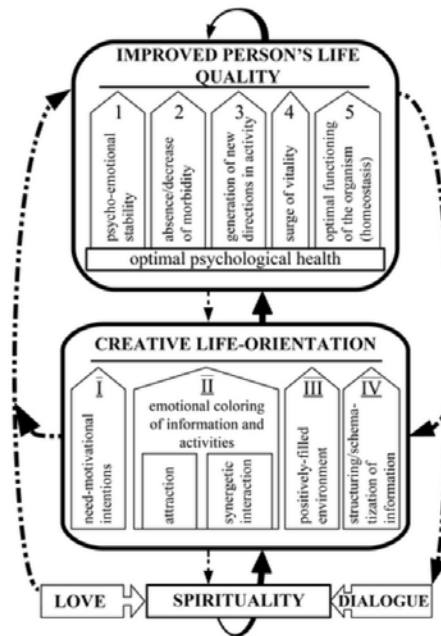 IMPROVED PERSON'S LIFE
QUALITY
1
psycho-emotional
stability
2
absence/decrease
of morbidity
3
generation of new
directions in activity
4
surge of vitality
5
optimal functioning
of the organism
(homeostasis)
optimal psychological health
CREATIVE LIFE-ORIENTATION
I
need-motivational
intentions
II
emotional coloring
of information and
activities
attraction
synergetic
interaction
III
positively-filled
environment
IV
structuring/schema-
tization of
information
LOVE
SPIRITUALITY
DIALOGUE